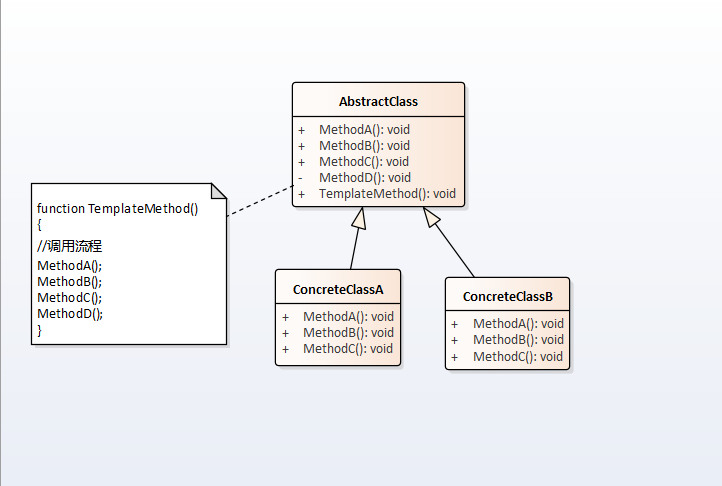 AbstractClass
+ MethodA(): void
+ MethodB(): void
+ MethodC(): void
- MethodD(): void
+ TemplateMethod(): void
function TemplateMethod()
{
//调用流程
MethodA();
MethodB();
MethodC();
MethodD();
}
ConcreteClassA
+ MethodA(): void
+ MethodB(): void
+ MethodC(): void
ConcreteClassB
+ MethodA(): void
+ MethodB(): void
+ MethodC(): void